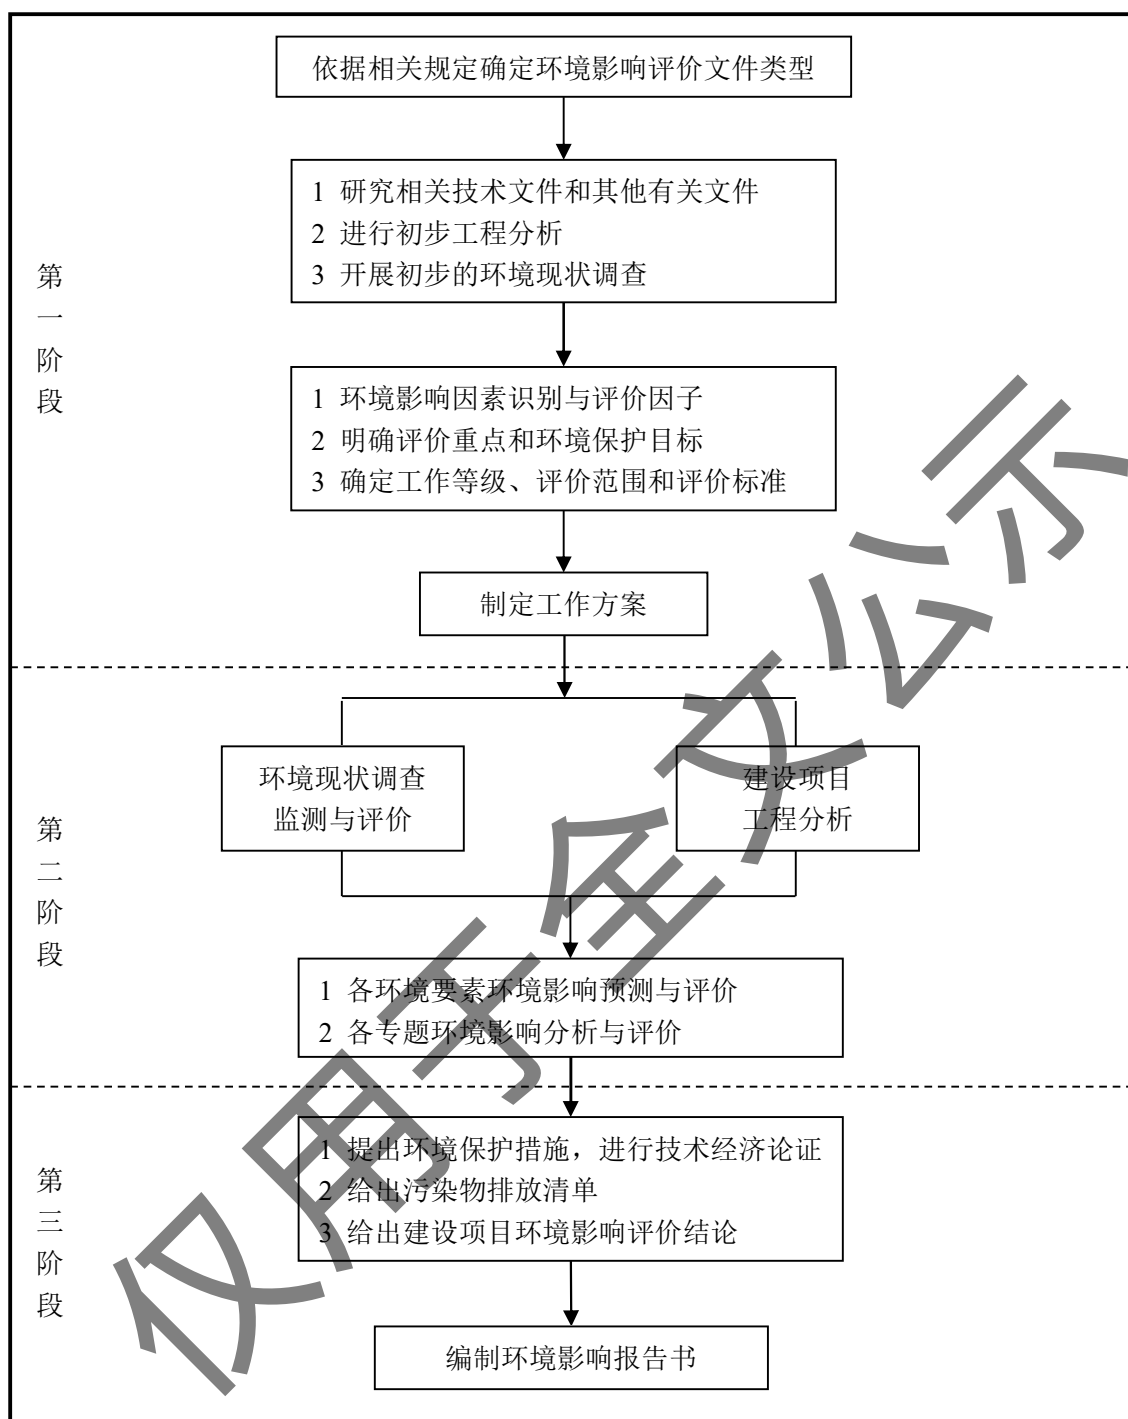 依据相关规定确定环境影响评价文件类型
1 研究相关技术文件和其他有关文件
2 进行初步工程分析
3 开展初步的环境现状调查
第一阶段
1 环境影响因素识别与评价因子
2 明确评价重点和环境保护目标
3 确定工作等级、评价范围和评价标准
制定工作方案
环境现状调查
监测与评价
建设项目
工程分析
第二阶段
1 各环境要素环境影响预测与评价
2 各专题环境影响分析与评价
第三阶段
1 提出环境保护措施，进行技术经济论证
2 给出污染物排放清单
3 给出建设项目环境影响评价结论
编制环境影响报告书
仅用于全文公示